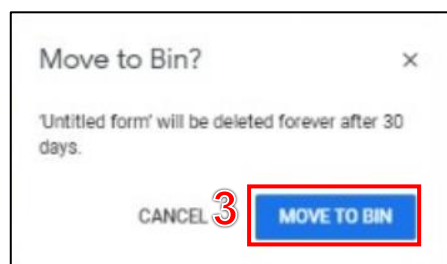 Move to Bin? ×
'Untitled form' will be deleted forever after 30
days.
CANCEL 3 MOVE TO BIN